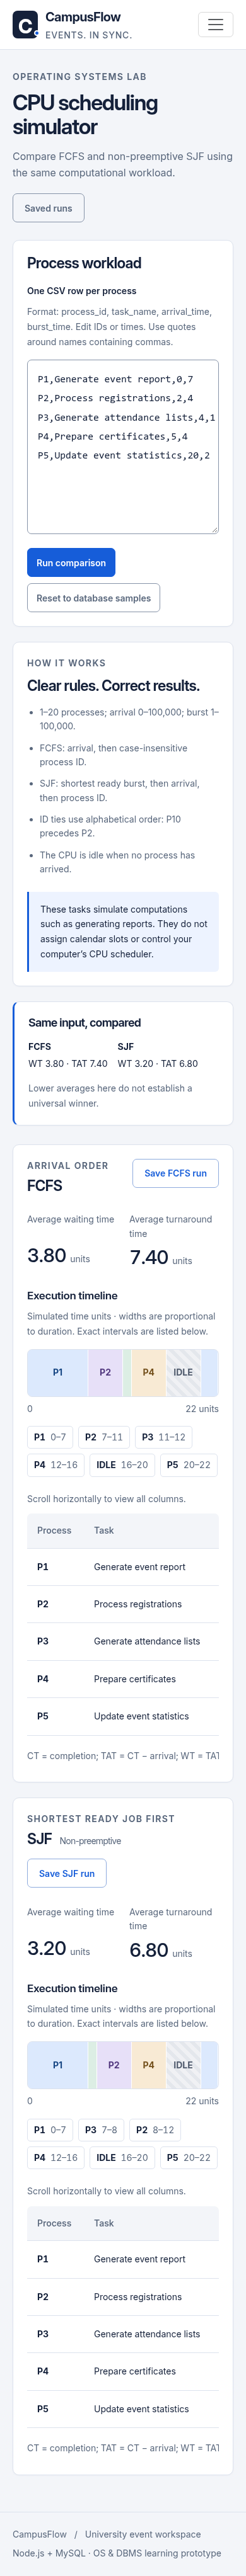 C
CampusFlow
EVENTS. IN SYNC.
OPERATING SYSTEMS LAB
CPU scheduling
simulator
Compare FCFS and non-preemptive SJF using
the same computational workload.
Saved runs
Process workload
One CSV row per process
Format: process_id, task_name, arrival_time,
burst_time. Edit IDs or times. Use quotes
around names containing commas.
P1,Generate event report,0,7
P2,Process registrations,2,4
P3,Generate attendance lists,4,1
P4,Prepare certificates,5,4
P5,Update event statistics,20,2
Run comparison
Reset to database samples
HOW IT WORKS
Clear rules. Correct results.
• 1–20 processes; arrival 0–100,000; burst 1–
100,000.
• FCFS: arrival, then case-insensitive
process ID.
• SJF: shortest ready burst, then arrival,
then process ID.
• ID ties use alphabetical order: P10
precedes P2.
• The CPU is idle when no process has
arrived.
These tasks simulate computations
such as generating reports. They do not
assign calendar slots or control your
computer's CPU scheduler.
Same input, compared
FCFS SJF
WT 3.80 · TAT 7.40 WT 3.20 · TAT 6.80
Lower averages here do not establish a
universal winner.
ARRIVAL ORDER
FCFS
Save FCFS run
Average waiting time Average turnaround
time
3.80 units 7.40 units
Execution timeline
Simulated time units · widths are proportional
to duration. Exact intervals are listed below.
P1 P2 P4 IDLE
0 22 units
P1 0–7 P2 7–11 P3 11–12
P4 12–16 IDLE 16–20 P5 20–22
Scroll horizontally to view all columns.
Process Task
P1 Generate event report
P2 Process registrations
P3 Generate attendance lists
P4 Prepare certificates
P5 Update event statistics
CT = completion; TAT = CT − arrival; WT = TAT
SHORTEST READY JOB FIRST
SJF Non-preemptive
Save SJF run
Average waiting time Average turnaround
time
3.20 units 6.80 units
Execution timeline
Simulated time units · widths are proportional
to duration. Exact intervals are listed below.
P1 P2 P4 IDLE
0 22 units
P1 0–7 P3 7–8 P2 8–12
P4 12–16 IDLE 16–20 P5 20–22
Scroll horizontally to view all columns.
Process Task
P1 Generate event report
P2 Process registrations
P3 Generate attendance lists
P4 Prepare certificates
P5 Update event statistics
CT = completion; TAT = CT − arrival; WT = TAT
CampusFlow / University event workspace
Node.js + MySQL · OS & DBMS learning prototype